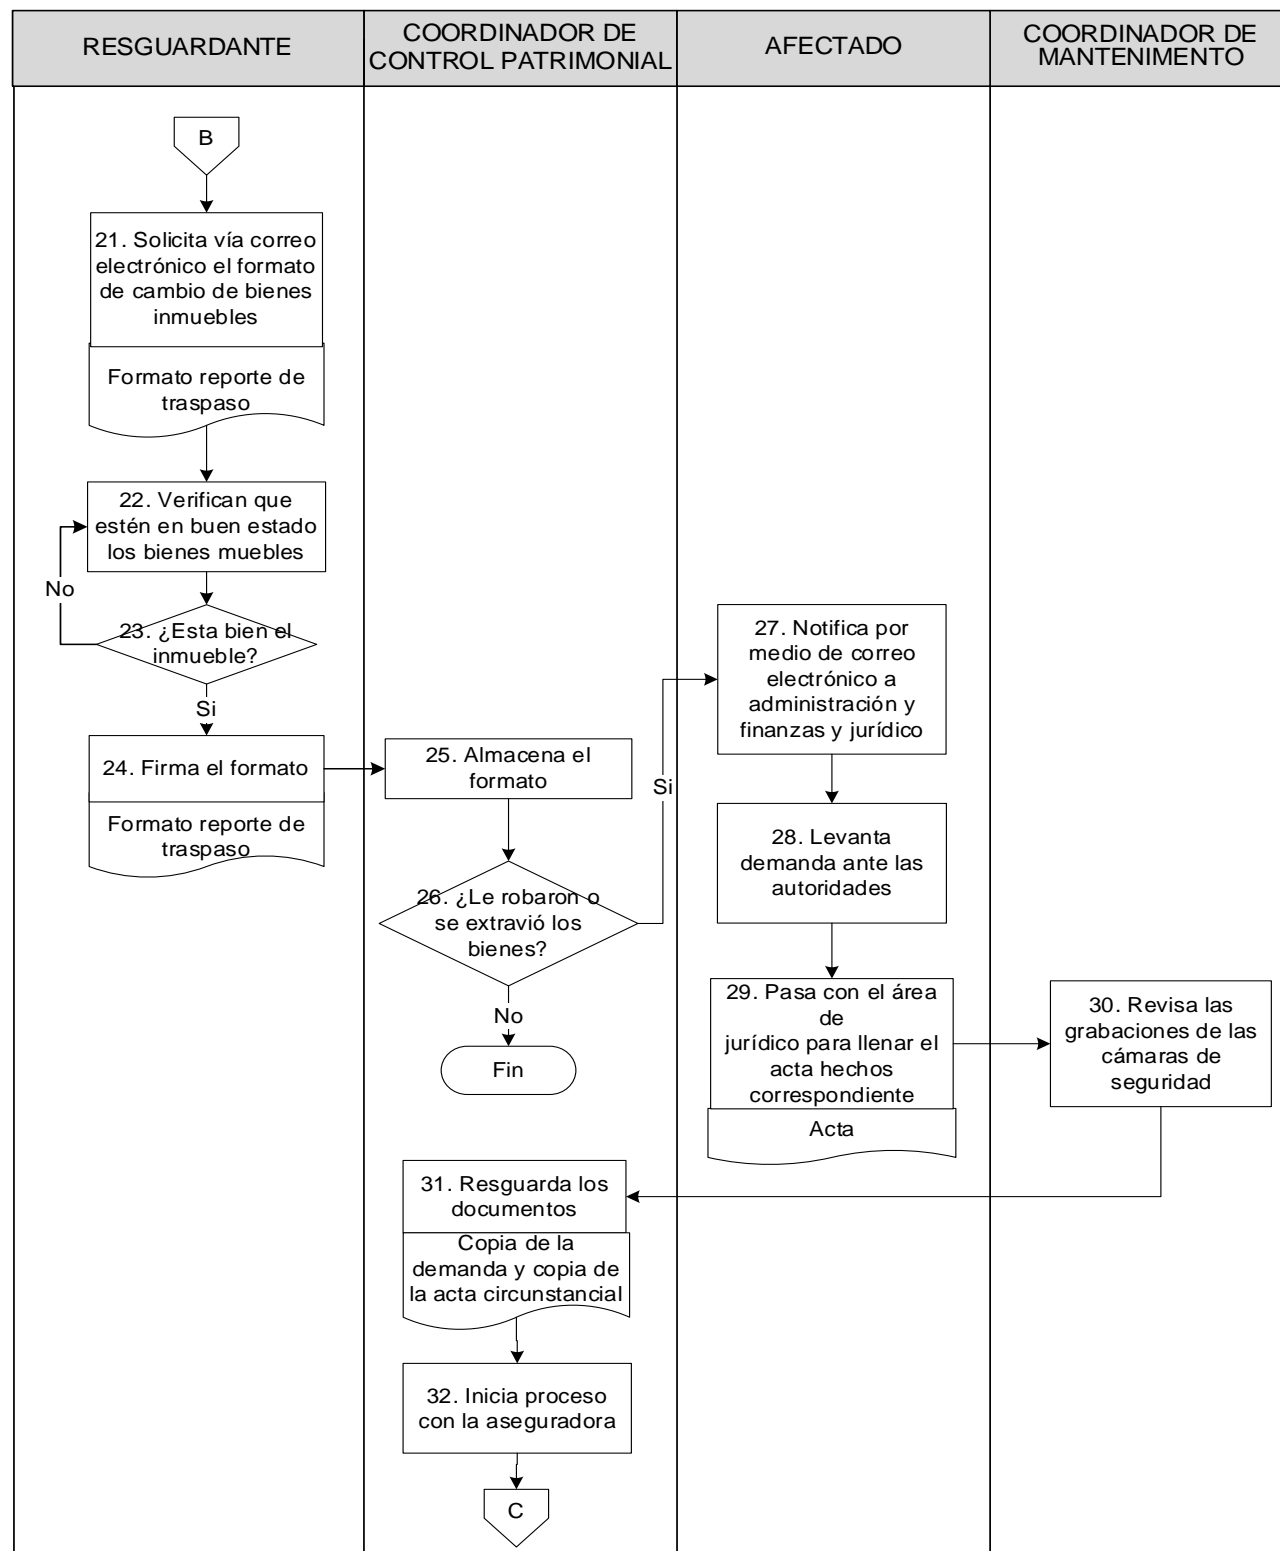 RESGUARDANTE
COORDINADOR DE
CONTROL PATRIMONIAL
AFECTADO
COORDINADOR DE
MANTENIMENTO
B
21. Solicita vía correo
electrónico el formato
de cambio de bienes
inmuebles
Formato reporte de
traspaso
22. Verifican que
estén en buen estado
los bienes muebles
No
23. ¿Esta bien el
inmueble?
Si
24. Firma el formato
Formato reporte de
traspaso
25. Almacena el
formato
26. ¿Le robaron o
se extravió los
bienes?
Si
No
Fin
27. Notifica por
medio de correo
electrónico a
administración y
finanzas y jurídico
28. Levanta
demanda ante las
autoridades
29. Pasa con el área
de
jurídico para llenar el
acta hechos
correspondiente
Acta
30. Revisa las
grabaciones de las
cámaras de
seguridad
31. Resguarda los
documentos
Copia de la
demanda y copia de
la acta circunstancial
32. Inicia proceso
con la aseguradora
C